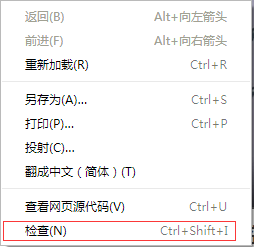 返回(B) Alt+向左箭头
前进(F) Alt+向右箭头
重新加载(R) Ctrl+R
另存为(A)... Ctrl+S
打印(P)... Ctrl+P
投射(C)...
翻成中文（简体）(T)
查看网页源代码(V) Ctrl+U
检查(N) Ctrl+Shift+I